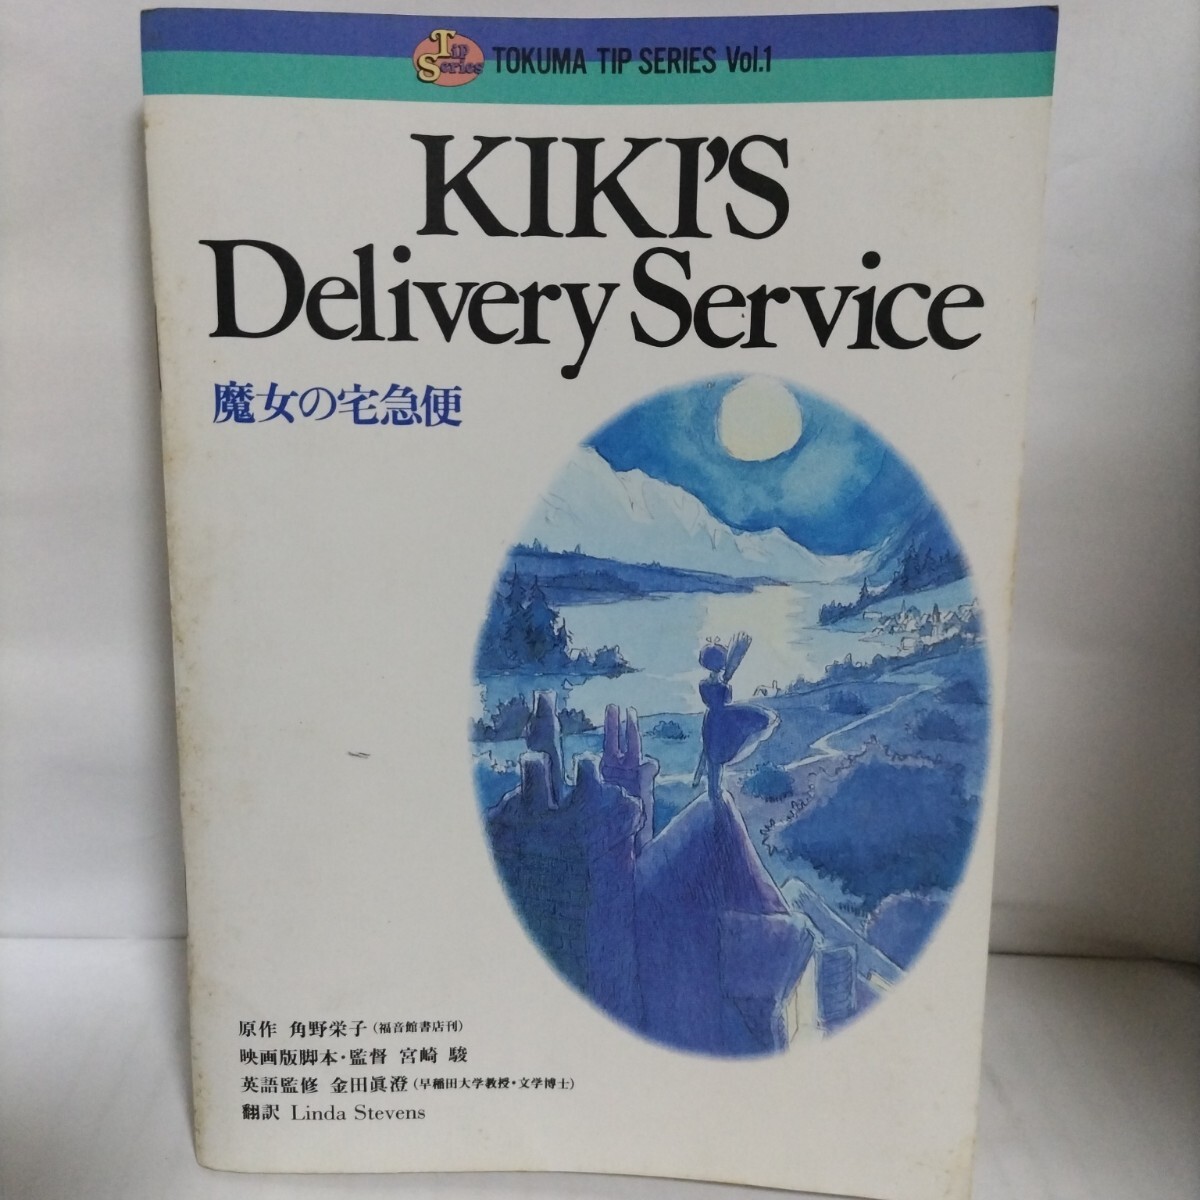 Tip Series TOKUMA TIP SERIES Vol.1
KIKI'S
Delivery Service
魔女の宅急便
原作 角野栄子(福音館書店刊)
映画版脚本・監督 宮崎 駿
英語監修 金田眞澄(早稲田大学教授・文学博士)
翻訳 Linda Stevens